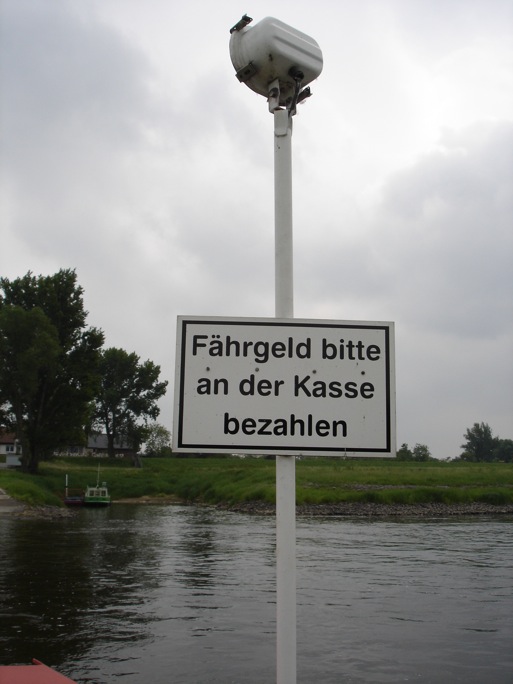 Fährgeld bitte
an der Kasse
bezahlen